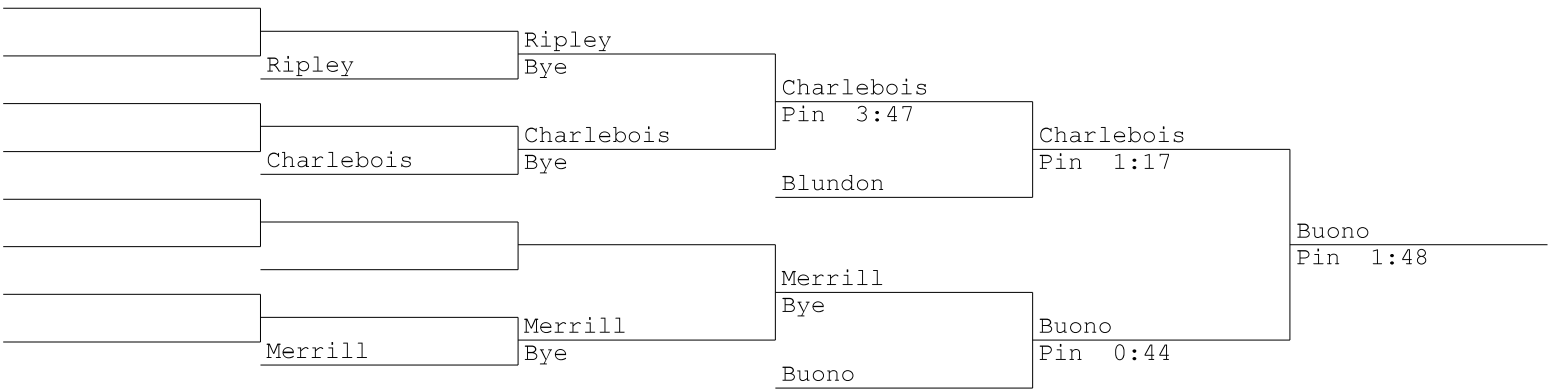 Ripley
Ripley
Bye
Charlebois
Charlebois
Bye
Charlebois
Pin  3:47
Blundon
Charlebois
Pin  1:17
Merrill
Merrill
Bye
Merrill
Bye
Buono
Buono
Pin  0:44
Buono
Pin  1:48